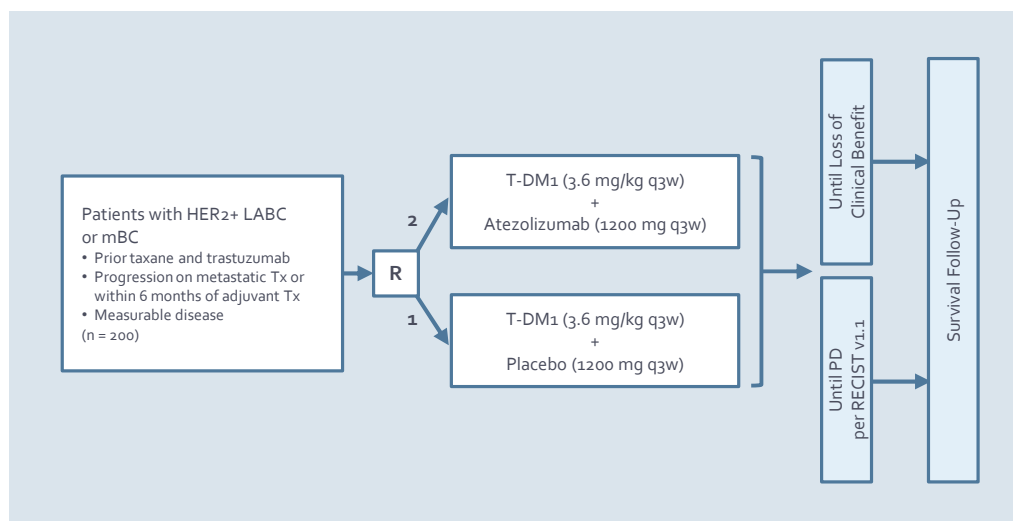 Patients with HER2+ LABC
or mBC
• Prior taxane and trastuzumab
• Progression on metastatic Tx or
within 6 months of adjuvant Tx
• Measurable disease
(n = 200)
R
2
1
T-DM1 (3.6 mg/kg q3w)
+
Atezolizumab (1200 mg q3w)
T-DM1 (3.6 mg/kg q3w)
+
Placebo (1200 mg q3w)
Until Loss of
Clinical Benefit
Until PD
per RECIST v1.1
Survival Follow-Up